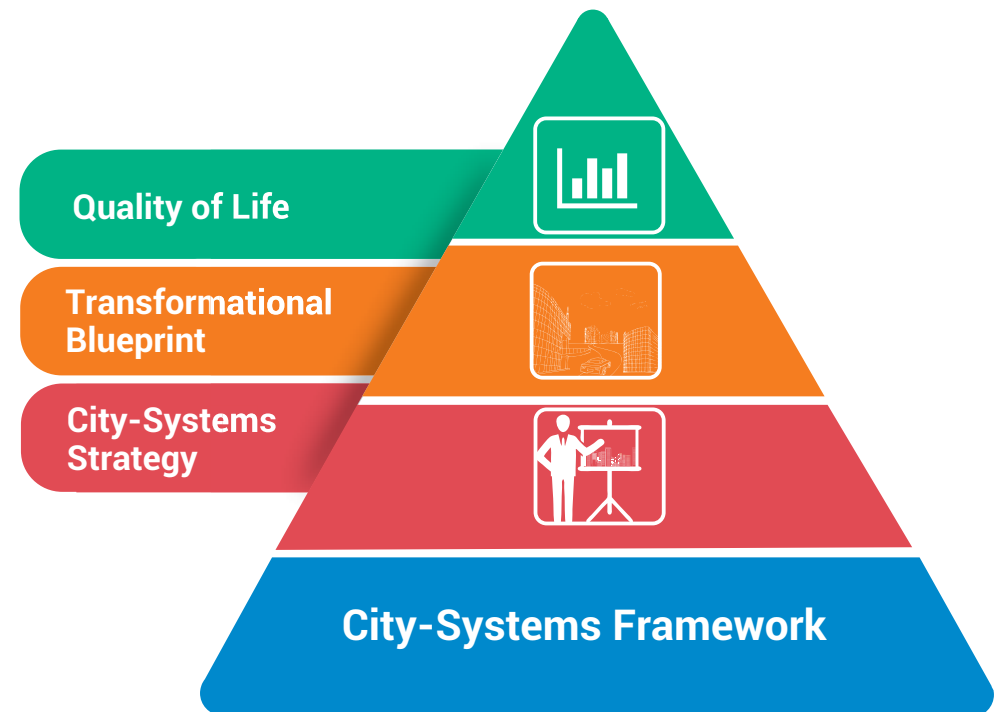 Quality of Life
Transformational
Blueprint
City-Systems
Strategy
City-Systems Framework